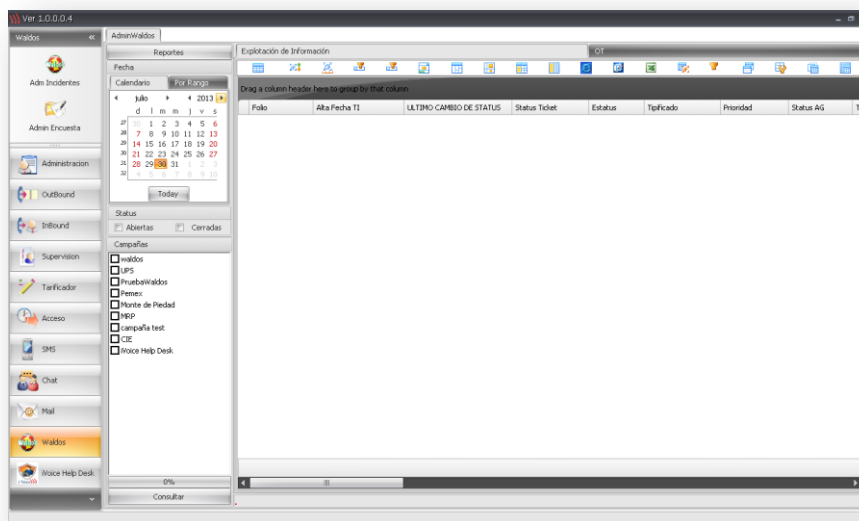 Ver 1.0.0.0.4
Waldos «
Adm Incidentes
Admin Encuesta
Administracion
OutBound
InBound
Supervision
Tarificador
Acceso
SMS
Chat
Mail
Waldos
iVoice Help Desk
AdminWaldos
Reportes
Fecha
Calendario Por Rango
julio 2013
d l m m j v s
27 30 1 2 3 4 5 6
28 7 8 9 10 11 12 13
29 14 15 16 17 18 19 20
30 21 22 23 24 25 26 27
31 28 29 30 31 1 2 3
32 4 5 6 7 8 9 10
Today
Status
Abiertas Cerradas
Campañas
waldos
UPS
PruebaWaldos
Pemex
Monte de Piedad
MRP
campaña test
CIE
iVoice Help Desk
0%
Consultar
Explotación de Información OT
Drag a column header here to group by that column
Folio Alta Fecha TI ULTIMO CAMBIO DE STATUS Status Ticket Estatus Tipificado Prioridad Status AG T